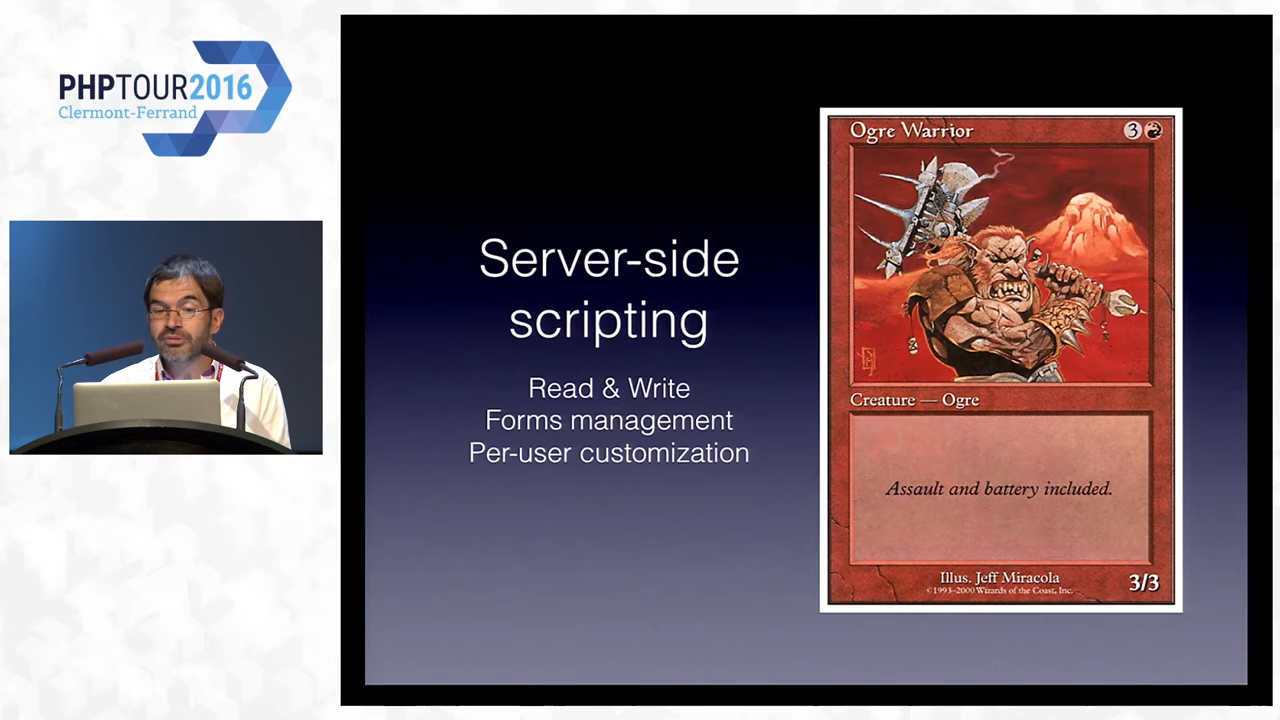 PHPTOUR2016
Clermont-Ferrand
Server-side
scripting
Read & Write
Forms management
Per-user customization
Ogre Warrior
3
Creature — Ogre
Assault and battery included.
Illus. Jeff Miracola
©1993–2000 Wizards of the Coast, Inc.
3/3